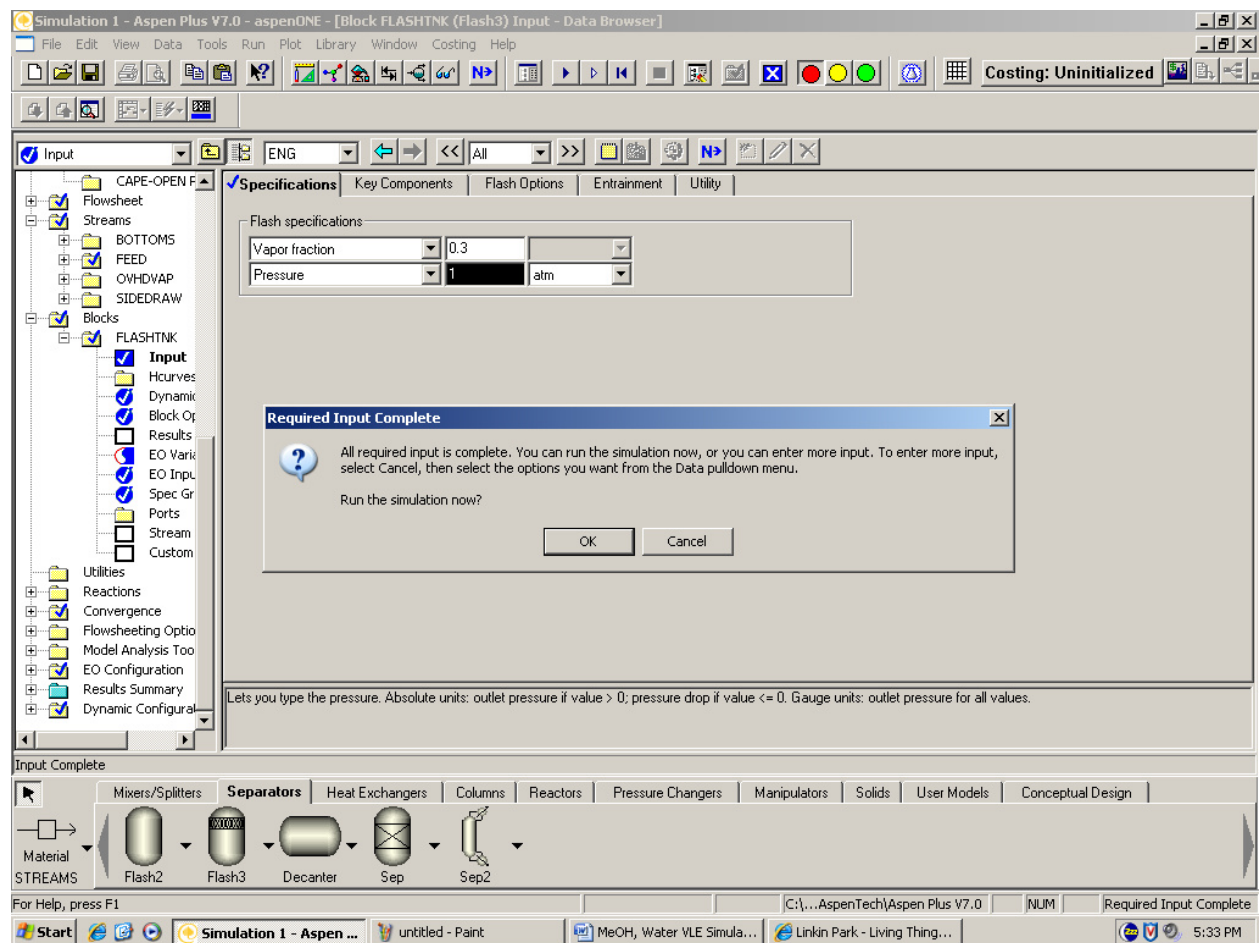 Simulation 1 - Aspen Plus V7.0 - aspenONE - [Block FLASHTNK (Flash3) Input - Data Browser]
File Edit View Data Tools Run Plot Library Window Costing Help
N> Costing: Uninitialized
Input ENG << All >> N>
CAPE-OPEN P
Flowsheet
Streams
BOTTOMS
FEED
OVHDVAP
SIDEDRAW
Blocks
FLASHTNK
Input
Hcurves
Dynamic
Block Op
Results
EO Varia
EO Inpu
Spec Gr
Ports
Stream
Custom
Utilities
Reactions
Convergence
Flowsheeting Optio
Model Analysis Too
EO Configuration
Results Summary
Dynamic Configurat
Specifications Key Components Flash Options Entrainment Utility
Flash specifications
Vapor fraction 0.3
Pressure 1 atm
Required Input Complete
All required input is complete. You can run the simulation now, or you can enter more input. To enter more input,
select Cancel, then select the options you want from the Data pulldown menu.
Run the simulation now?
OK Cancel
Lets you type the pressure. Absolute units: outlet pressure if value > 0; pressure drop if value <= 0. Gauge units: outlet pressure for all values.
Input Complete
Mixers/Splitters Separators Heat Exchangers Columns Reactors Pressure Changers Manipulators Solids User Models Conceptual Design
Material
STREAMS Flash2 Flash3 Decanter Sep Sep2
For Help, press F1 C:\...AspenTech\Aspen Plus V7.0 NUM Required Input Complete
Start Simulation 1 - Aspen ... untitled - Paint MeOH, Water VLE Simula... Linkin Park - Living Thing... 5:33 PM